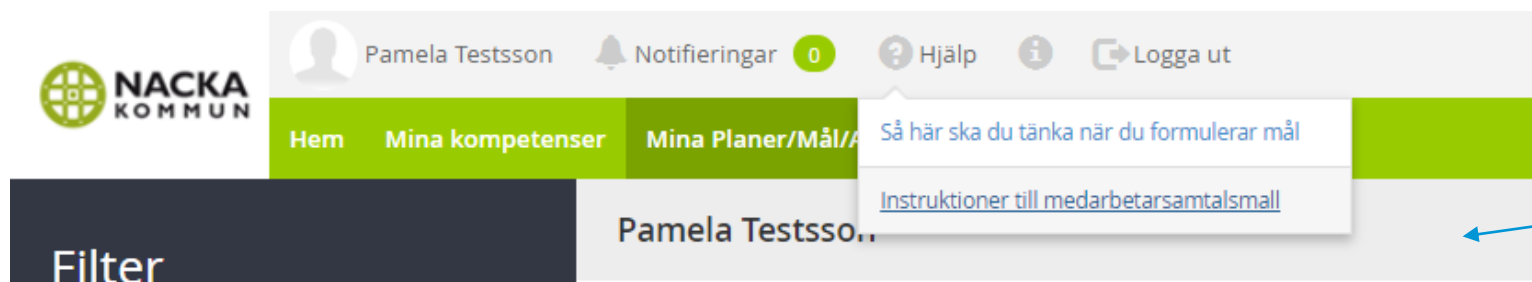 NACKA
KOMMUN
Pamela Testsson
Notifieringar 0
Hjälp
Logga ut
Hem
Mina kompetenser
Mina Planer/Mål/
Så här ska du tänka när du formulerar mål
Instruktioner till medarbetarsamtalsmall
Filter
Pamela Testsson